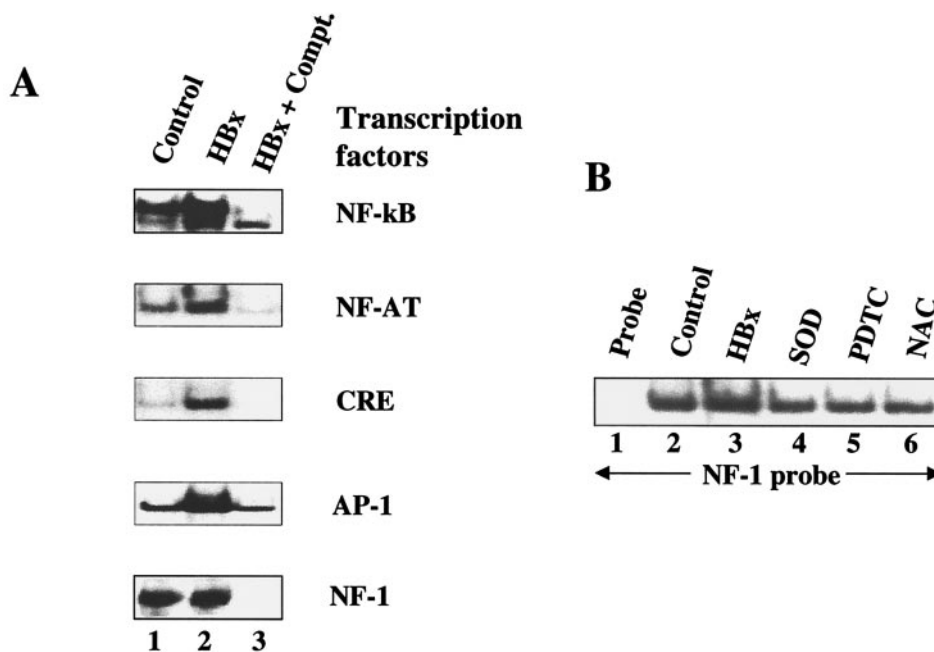 A
Control
HBx
HBx + Compt.
Transcription
factors
NF-kB
NF-AT
CRE
AP-1
NF-1
1 2 3
B
Probe
Control
HBx
SOD
PDTC
NAC
1 2 3 4 5 6
NF-1 probe